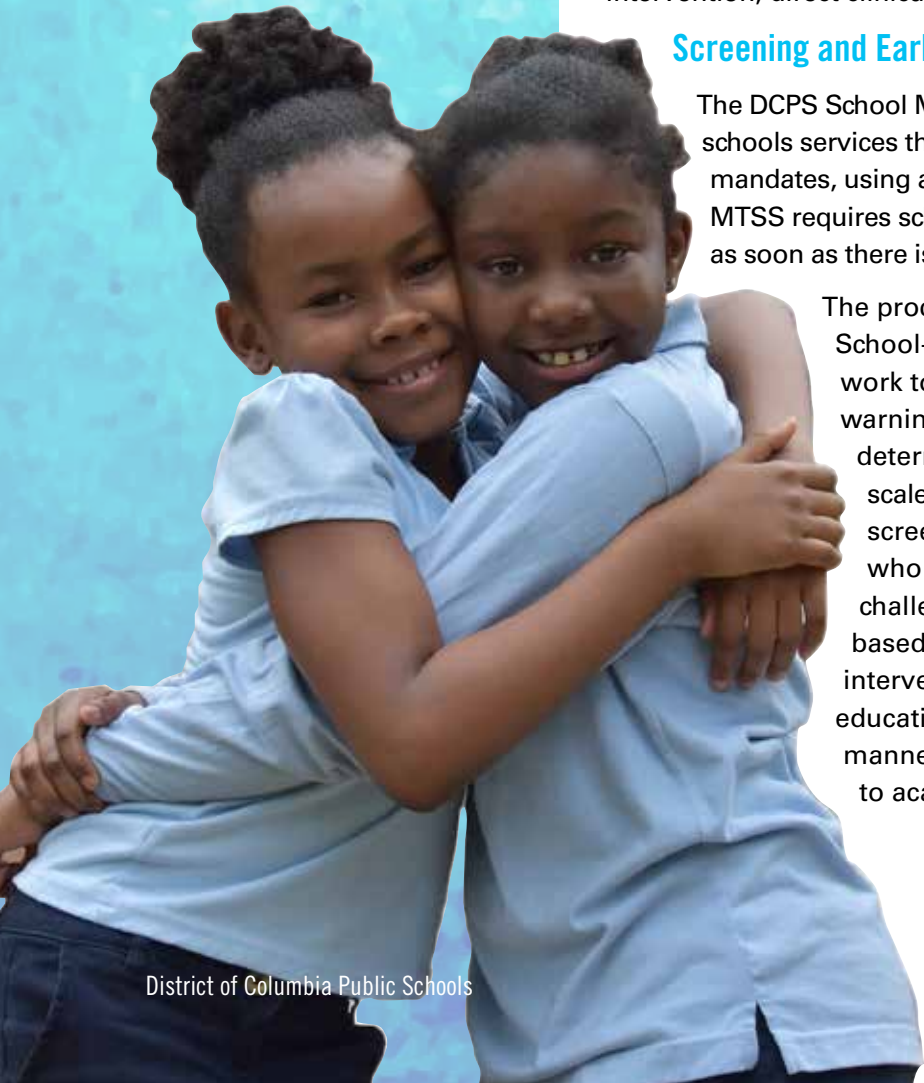 intervention, direct clinical
Screening and Earl
The DCPS School M
schools services th
mandates, using a
MTSS requires sc
as soon as there is
The proc
School-
work to
warnin
deter
scale
scree
who
challe
based
interve
educati
manne
to aca
District of Columbia Public Schools